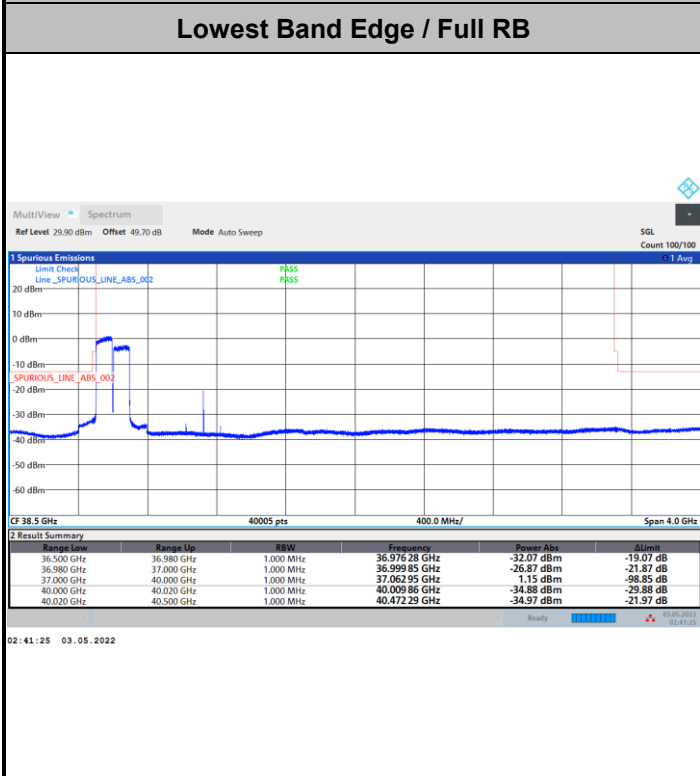 Lowest Band Edge / Full RB
MultiView Spectrum
Ref Level 29.90 dBm Offset 49.70 dB Mode Auto Sweep SGL
Count 100/100
1 Spurious Emissions 1 Avg
Limit Check PASS
Line _SPURIOUS_LINE_ABS_002 PASS
20 dBm
10 dBm
0 dBm
-10 dBm
_SPURIOUS_LINE_ABS_002
-20 dBm
-30 dBm
-40 dBm
-50 dBm
-60 dBm
CF 38.5 GHz 40005 pts 400.0 MHz/ Span 4.0 GHz
2 Result Summary
Range Low Range Up RBW Frequency Power Abs ΔLimit
36.500 GHz 36.980 GHz 1.000 MHz 36.976 28 GHz -32.07 dBm -19.07 dB
36.980 GHz 37.000 GHz 1.000 MHz 36.999 85 GHz -26.87 dBm -21.87 dB
37.000 GHz 40.000 GHz 1.000 MHz 37.062 95 GHz 1.15 dBm -98.85 dB
40.000 GHz 40.020 GHz 1.000 MHz 40.009 86 GHz -34.88 dBm -29.88 dB
40.020 GHz 40.500 GHz 1.000 MHz 40.472 29 GHz -34.97 dBm -21.97 dB
Ready 03.05.2022
02:41:25
02:41:25 03.05.2022